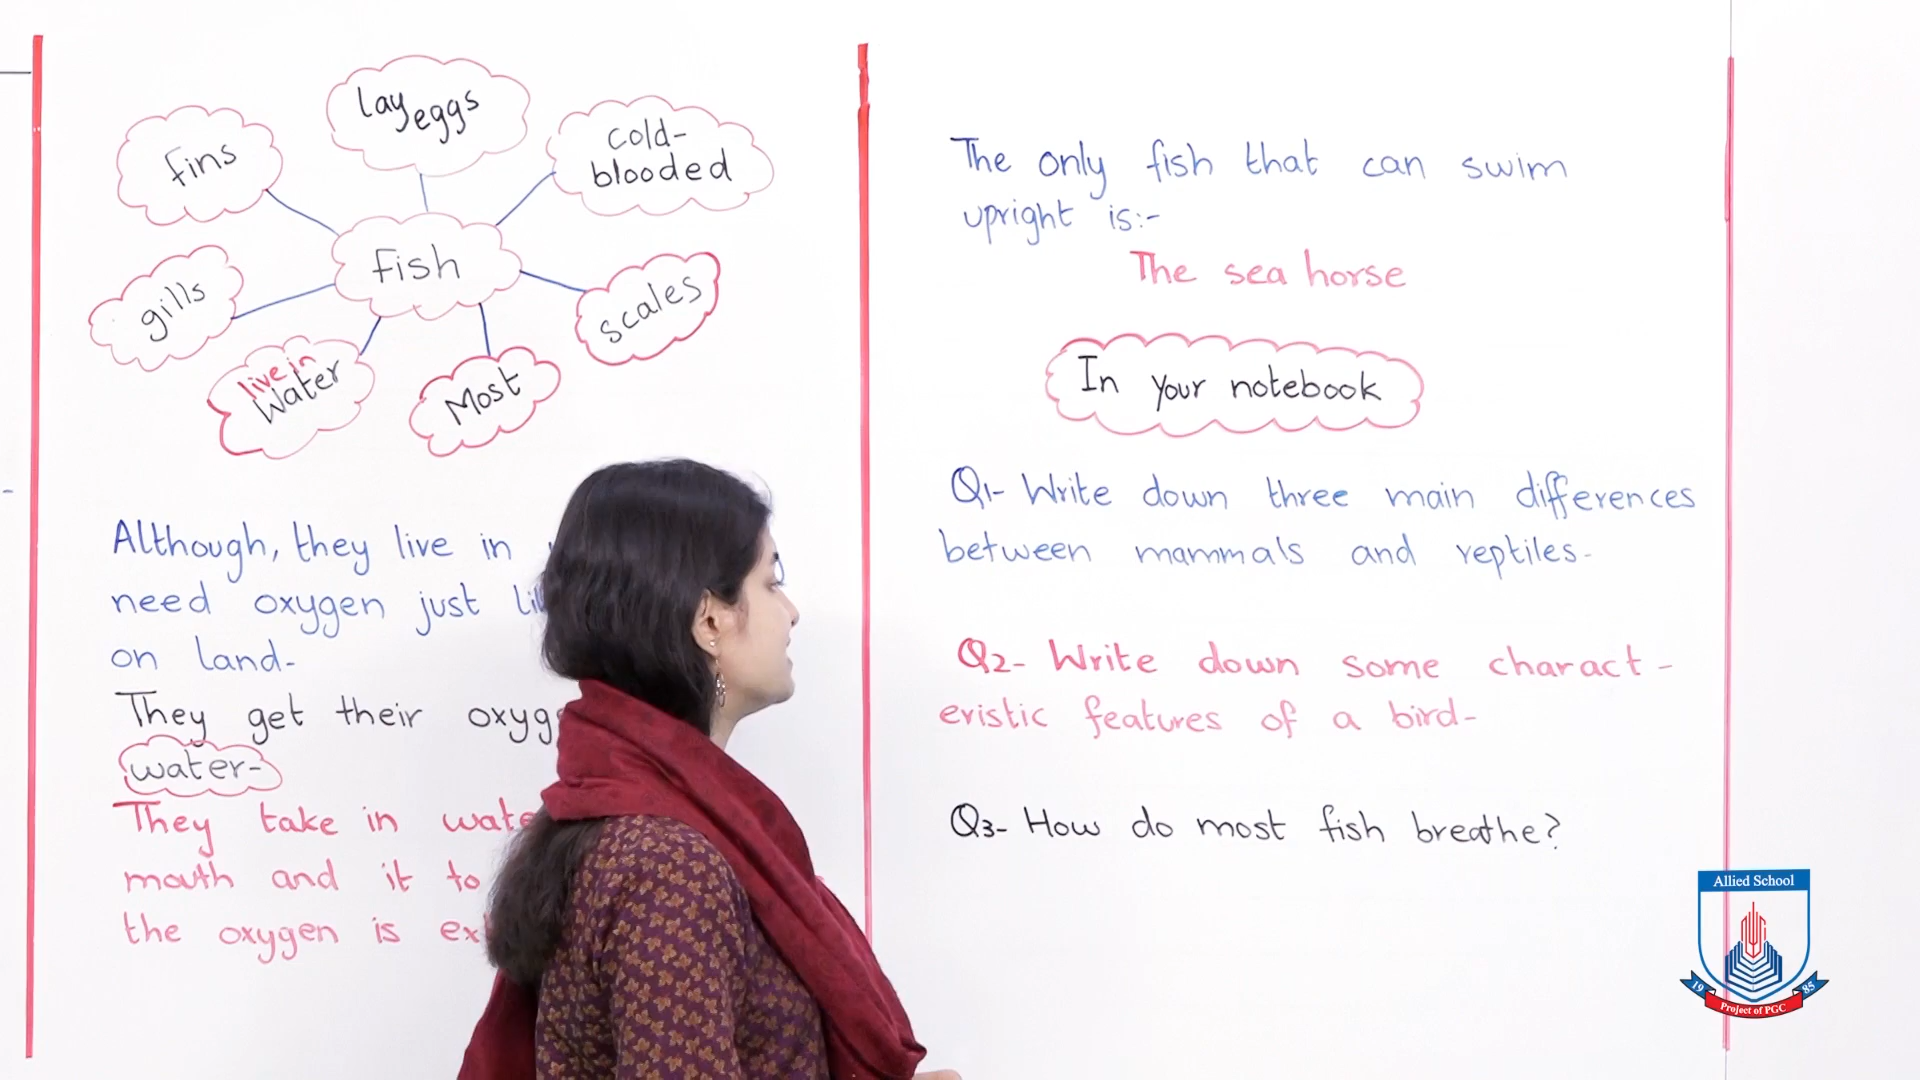 lay eggs
fins
cold-
blooded
fish
gills
scales
live in
Water
Most
Although, they live in
need oxygen just
on land-
They get their
water-
They take in
mouth and it to
the oxygen is
The only fish that can swim
upright is:-
The sea horse
In your notebook
Q1- Write down three main differences
between mammals and reptiles-
Q2- Write down some charact-
eristic features of a bird-
Q3- How do most fish breathe?
Allied School
19 85
Project of PGC